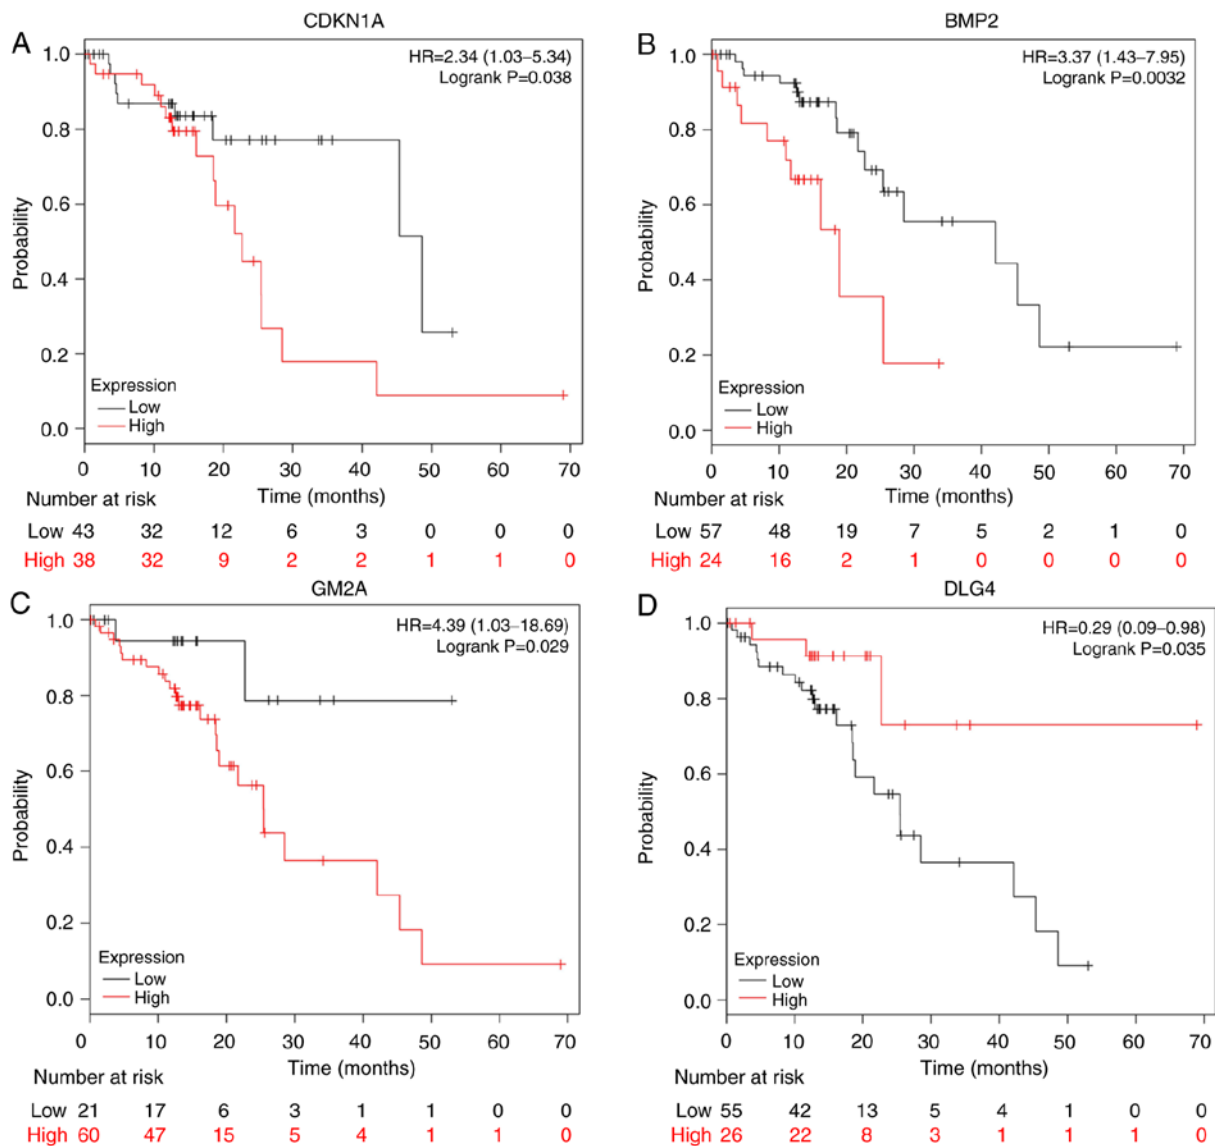 A
CDKN1A
HR=2.34 (1.03–5.34)
Logrank P=0.038
Probability
1.0
0.8
0.6
0.4
0.2
0.0
Expression
Low
High
0 10 20 30 40 50 60 70
Time (months)
Number at risk
Low 43 32 12 6 3 0 0 0
High 38 32 9 2 2 1 1 0
B
BMP2
HR=3.37 (1.43–7.95)
Logrank P=0.0032
Probability
1.0
0.8
0.6
0.4
0.2
0.0
Expression
Low
High
0 10 20 30 40 50 60 70
Time (months)
Number at risk
Low 57 48 19 7 5 2 1 0
High 24 16 2 1 0 0 0 0
C
GM2A
HR=4.39 (1.03–18.69)
Logrank P=0.029
Probability
1.0
0.8
0.6
0.4
0.2
0.0
Expression
Low
High
0 10 20 30 40 50 60 70
Time (months)
Number at risk
Low 21 17 6 3 1 1 0 0
High 60 47 15 5 4 1 1 0
D
DLG4
HR=0.29 (0.09–0.98)
Logrank P=0.035
Probability
1.0
0.8
0.6
0.4
0.2
0.0
Expression
Low
High
0 10 20 30 40 50 60 70
Time (months)
Number at risk
Low 55 42 13 5 4 1 0 0
High 26 22 8 3 1 1 1 0